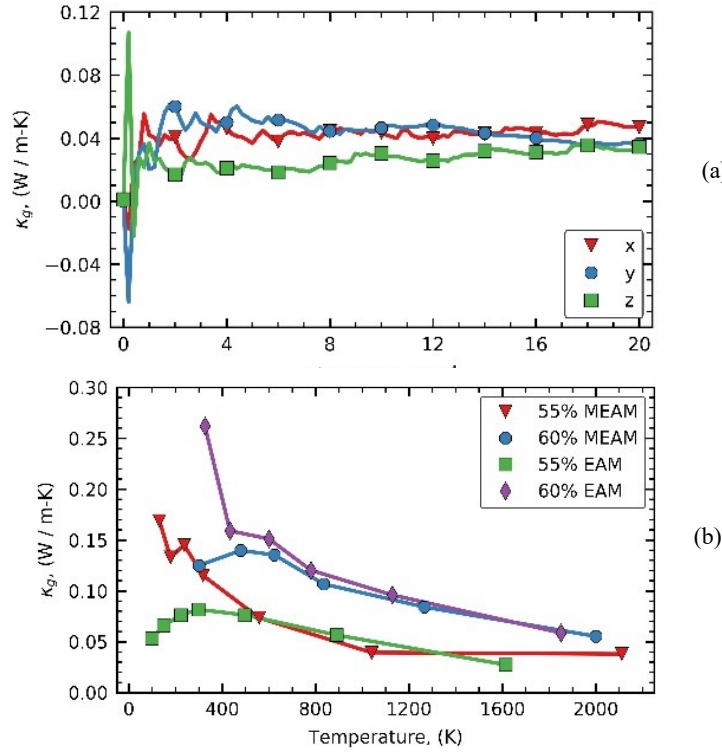 0.12
0.08
0.04
0.00
−0.04
−0.08
κg, (W / m-K)
x
y
z
0 4 8 12 16 20
(a)
0.30
0.25
0.20
0.15
0.10
0.05
0.00
κg, (W / m-K)
55% MEAM
60% MEAM
55% EAM
60% EAM
0 400 800 1200 1600 2000
Temperature, (K)
(b)